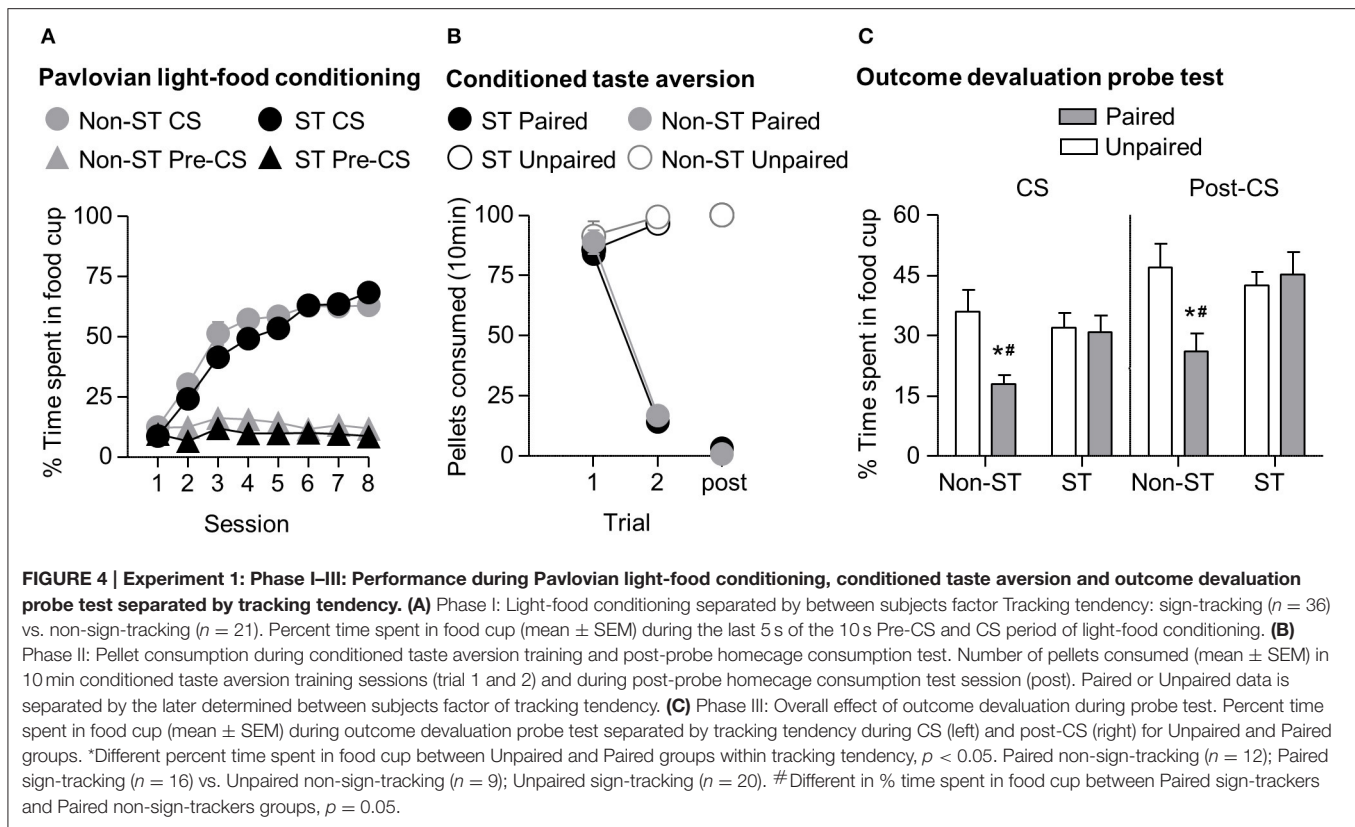 A
Pavlovian light-food conditioning
Non-ST CS ST CS
Non-ST Pre-CS ST Pre-CS
% Time spent in food cup
100
75
50
25
0
1 2 3 4 5 6 7 8
Session
B
Conditioned taste aversion
ST Paired Non-ST Paired
ST Unpaired Non-ST Unpaired
Pellets consumed (10min)
100
75
50
25
0
1 2 post
Trial
C
Outcome devaluation probe test
Paired
Unpaired
CS Post-CS
% Time spent in food cup
60
45
30
15
0
*# *#
Non-ST ST Non-ST ST
FIGURE 4 | Experiment 1: Phase I–III: Performance during Pavlovian light-food conditioning, conditioned taste aversion and outcome devaluation
probe test separated by tracking tendency. (A) Phase I: Light-food conditioning separated by between subjects factor Tracking tendency: sign-tracking (n = 36)
vs. non-sign-tracking (n = 21). Percent time spent in food cup (mean ± SEM) during the last 5 s of the 10 s Pre-CS and CS period of light-food conditioning. (B)
Phase II: Pellet consumption during conditioned taste aversion training and post-probe homecage consumption test. Number of pellets consumed (mean ± SEM) in
10 min conditioned taste aversion training sessions (trial 1 and 2) and during post-probe homecage consumption test session (post). Paired or Unpaired data is
separated by the later determined between subjects factor of tracking tendency. (C) Phase III: Overall effect of outcome devaluation during probe test. Percent time
spent in food cup (mean ± SEM) during outcome devaluation probe test separated by tracking tendency during CS (left) and post-CS (right) for Unpaired and Paired
groups. *Different percent time spent in food cup between Unpaired and Paired groups within tracking tendency, p < 0.05. Paired non-sign-tracking (n = 12); Paired
sign-tracking (n = 16) vs. Unpaired non-sign-tracking (n = 9); Unpaired sign-tracking (n = 20). #Different in % time spent in food cup between Paired sign-trackers
and Paired non-sign-trackers groups, p = 0.05.